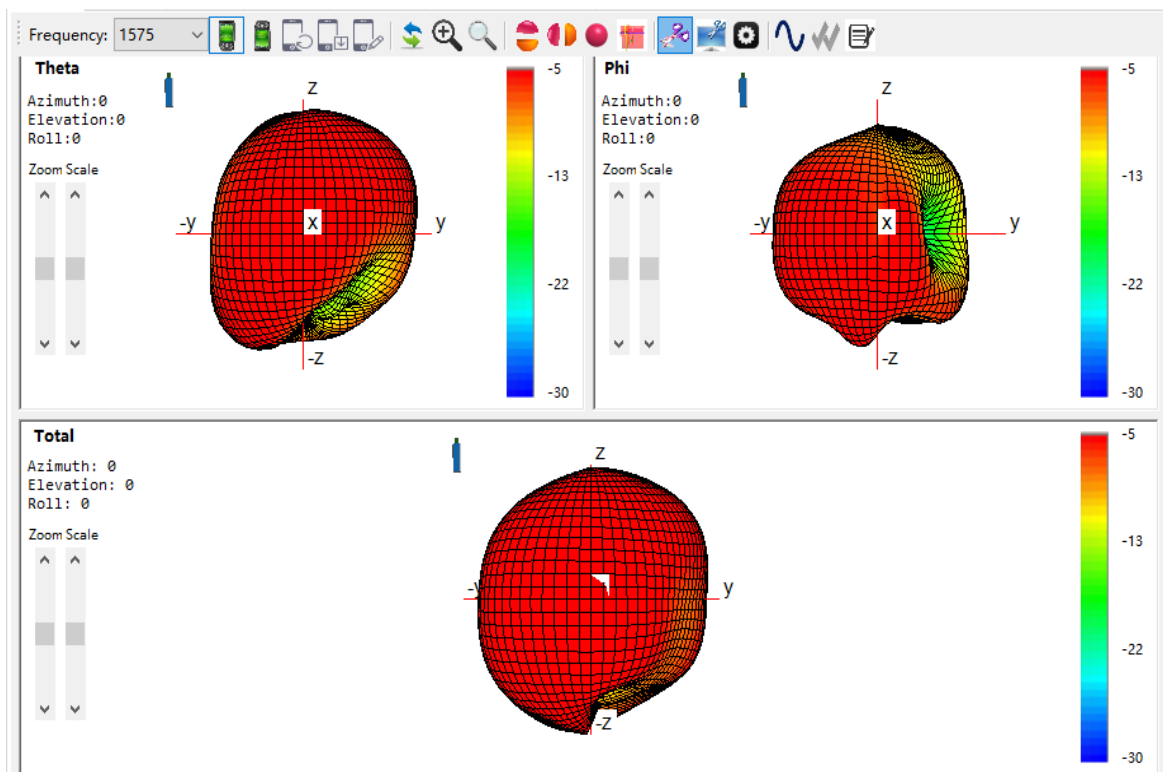 Frequency: 1575
Theta
Azimuth:0
Elevation:0
Roll:0
Zoom Scale
z
-y
x
y
-z
-5
-13
-22
-30
Phi
Azimuth:0
Elevation:0
Roll:0
Zoom Scale
z
-y
x
y
-z
-5
-13
-22
-30
Total
Azimuth: 0
Elevation: 0
Roll: 0
Zoom Scale
z
-y
y
-z
-5
-13
-22
-30